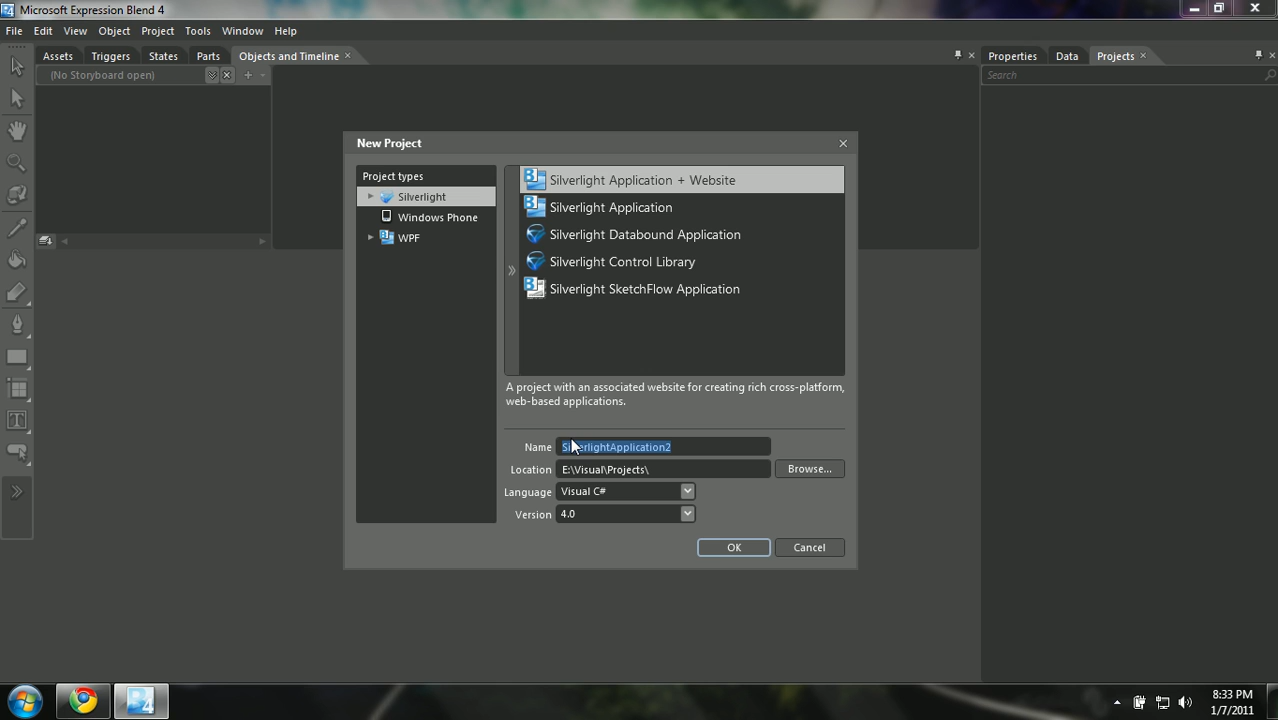 Microsoft Expression Blend 4
File Edit View Object Project Tools Window Help
Assets Triggers States Parts Objects and Timeline Properties Data Projects
(No Storyboard open) Search
New Project
Project types
Silverlight
Windows Phone
WPF
Silverlight Application + Website
Silverlight Application
Silverlight Databound Application
Silverlight Control Library
Silverlight SketchFlow Application
A project with an associated website for creating rich cross-platform,
web-based applications.
Name SilverlightApplication2
Location E:\Visual\Projects\ Browse...
Language Visual C#
Version 4.0
OK Cancel
8:33 PM
1/7/2011